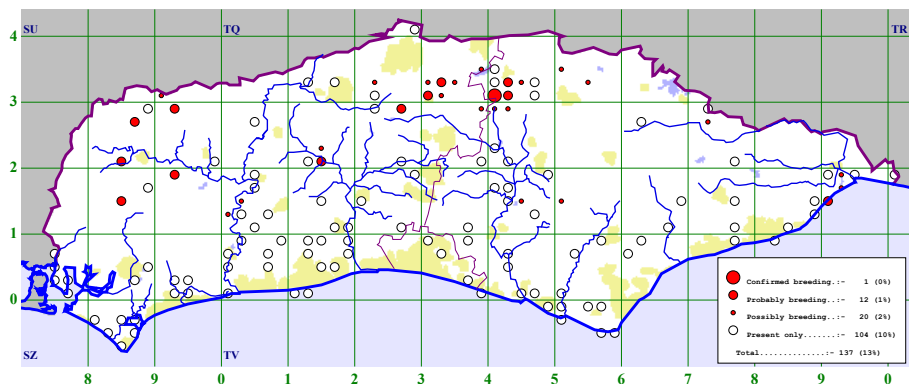 SU TQ TR
4
3
2
1
0
SZ TV
8 9 0 1 2 3 4 5 6 7 8 9 0
Confirmed breeding.:- 1 (0%)
Probably breeding..:- 12 (1%)
Possibly breeding..:- 20 (2%)
Present only.......:- 104 (10%)
Total..............:- 137 (13%)